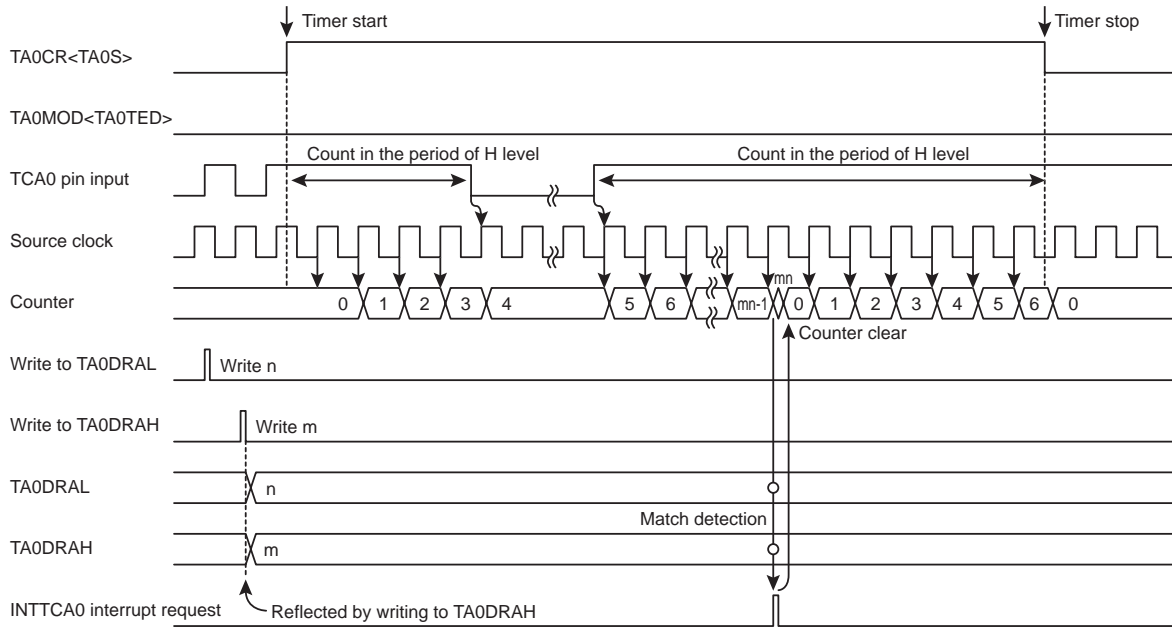 Timer start
Timer stop
TA0CR<TA0S>
TA0MOD<TA0TED>
Count in the period of H level
Count in the period of H level
TCA0 pin input
Source clock
mn
Counter
0 1 2 3 4 5 6 mn-1 0 1 2 3 4 5 6 0
Counter clear
Write to TA0DRAL
Write n
Write to TA0DRAH
Write m
TA0DRAL
n
Match detection
TA0DRAH
m
INTTCA0 interrupt request
Reflected by writing to TA0DRAH